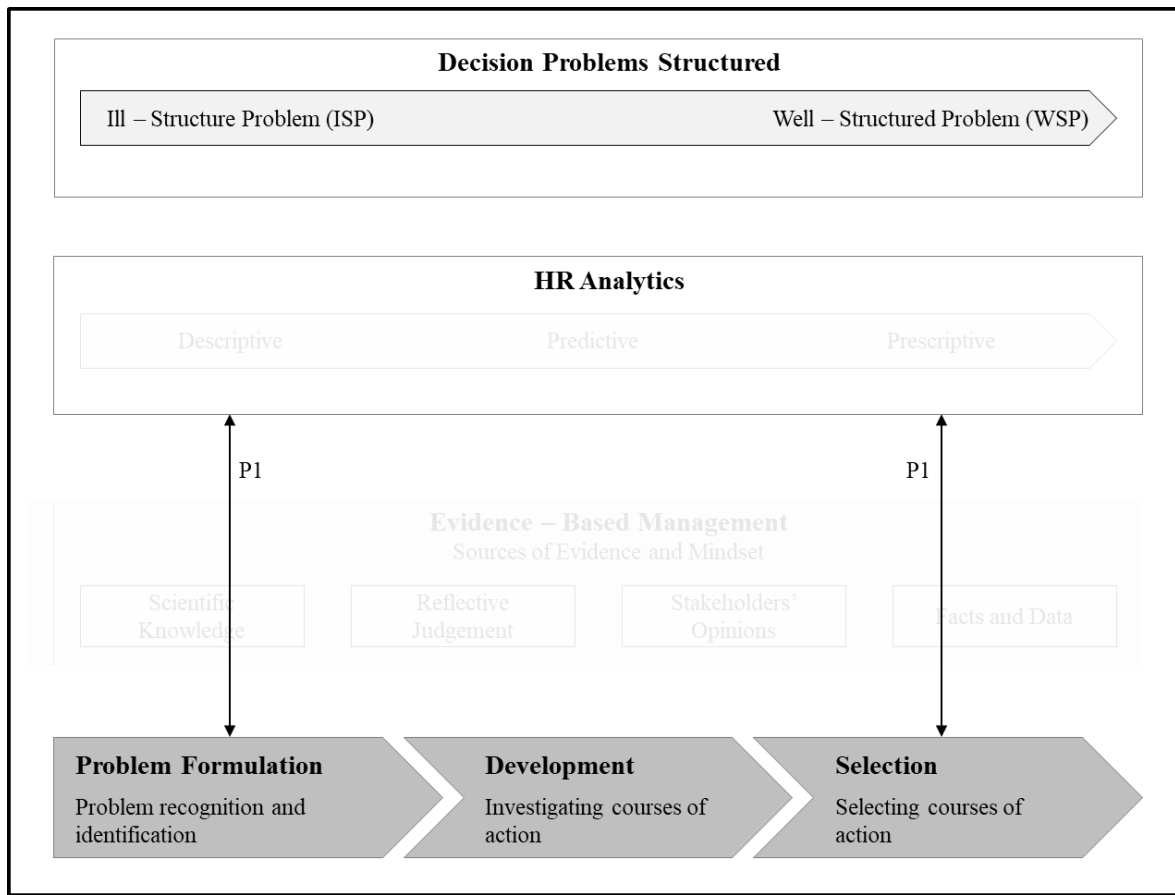 Decision Problems Structured
Ill – Structure Problem (ISP)
Well – Structured Problem (WSP)
HR Analytics
Descriptive
Predictive
Prescriptive
P1
P1
Evidence – Based Management
Sources of Evidence and Mindset
Scientific
Knowledge
Reflective
Judgement
Stakeholders’
Opinions
Facts and Data
Problem Formulation
Problem recognition and
identification
Development
Investigating courses of
action
Selection
Selecting courses of
action